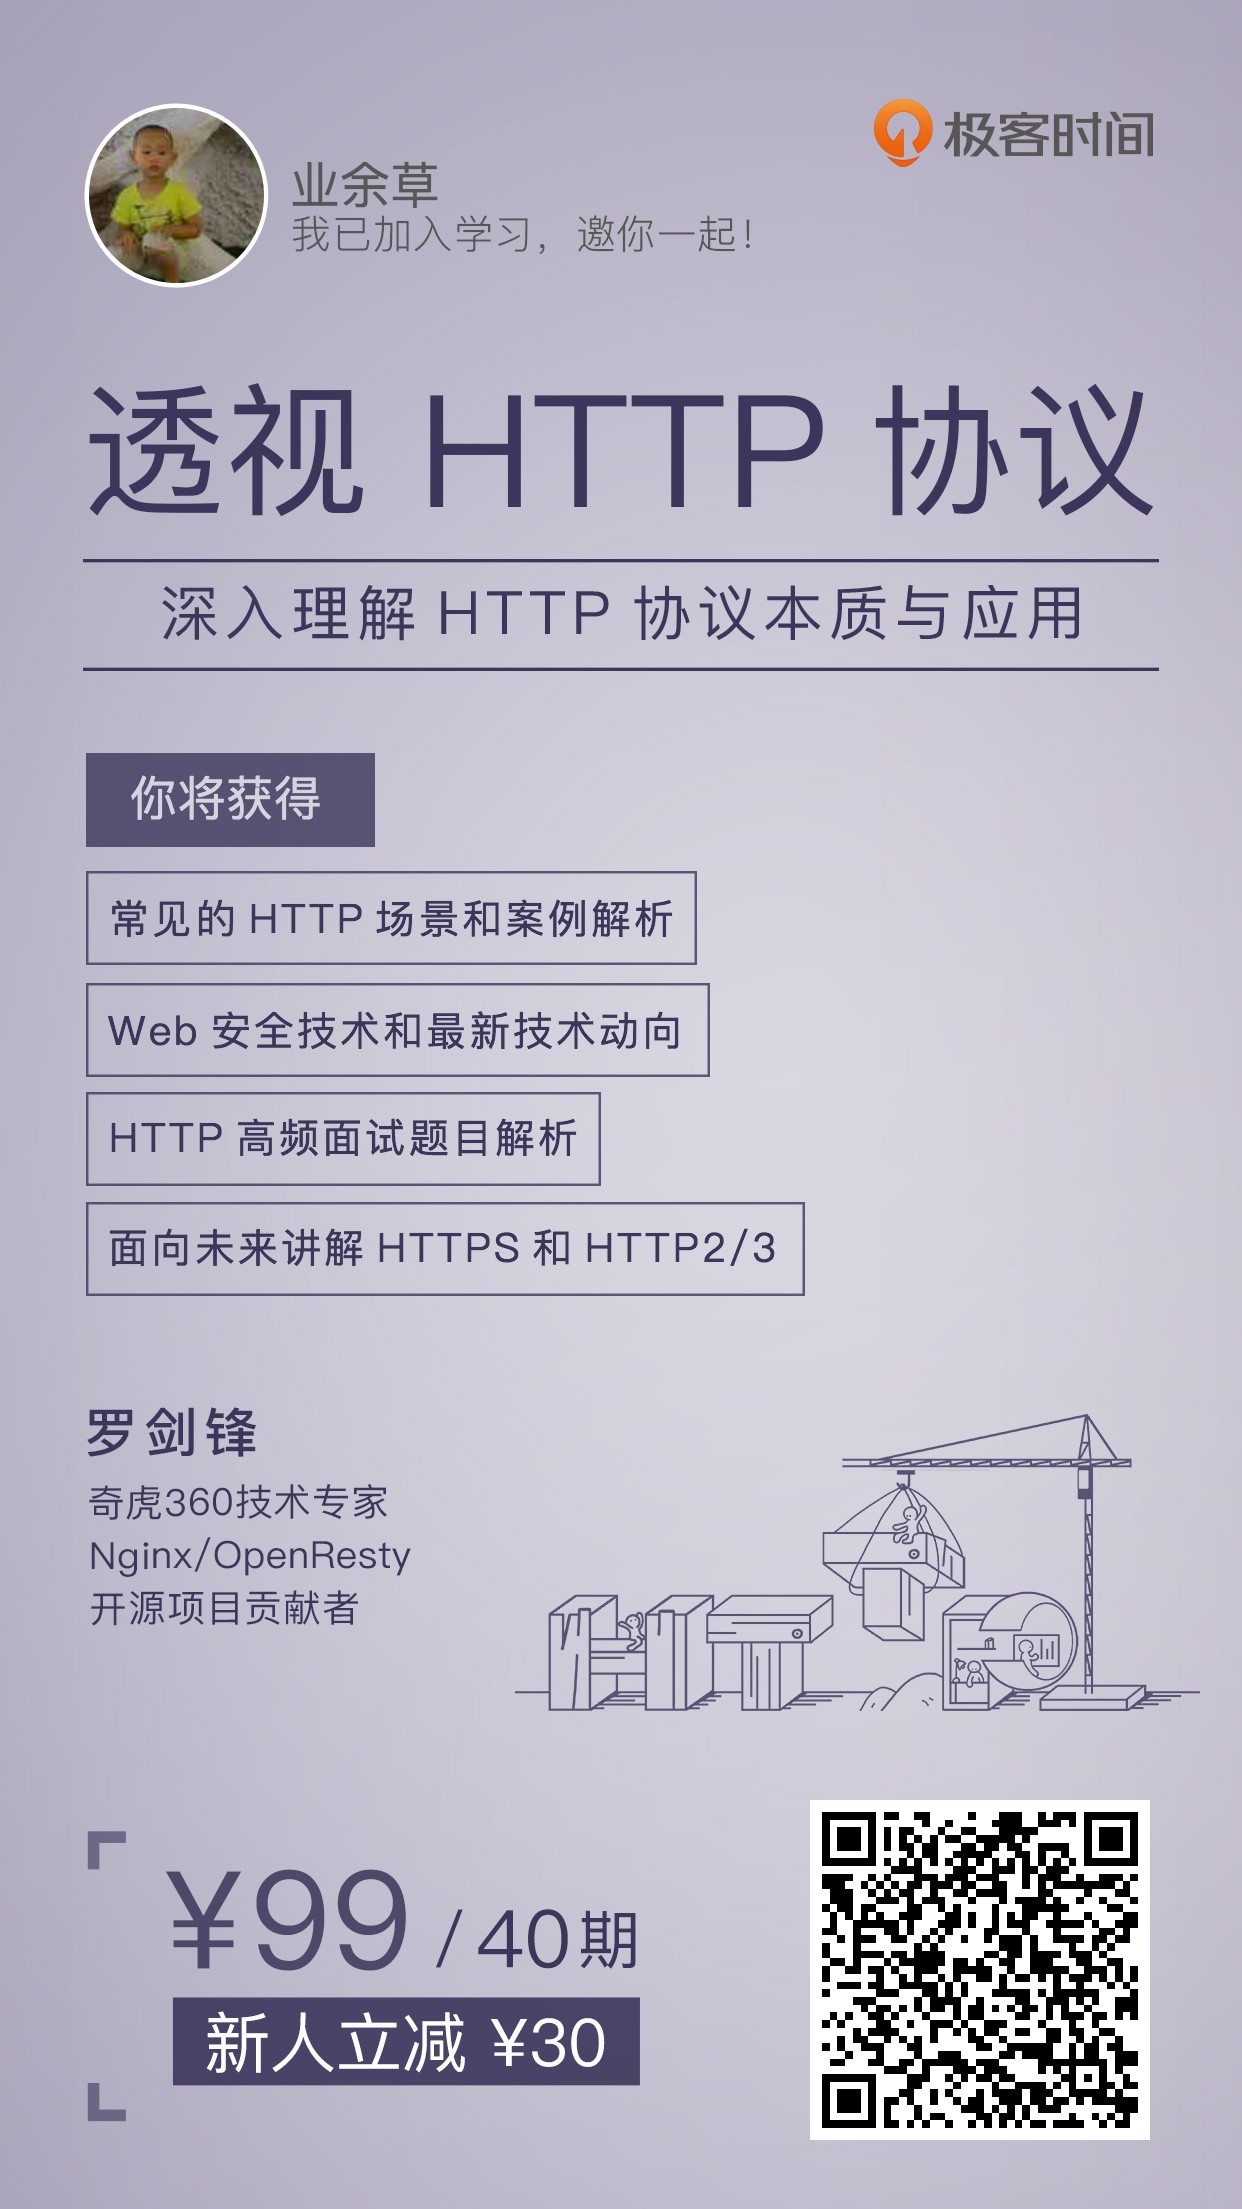 业余草
我已加入学习，邀你一起！
极客时间
透视 HTTP 协议
深入理解 HTTP 协议本质与应用
你将获得
常见的 HTTP 场景和案例解析
Web 安全技术和最新技术动向
HTTP 高频面试题目解析
面向未来讲解 HTTPS 和 HTTP2/3
罗剑锋
奇虎360技术专家
Nginx/OpenResty
开源项目贡献者
¥99 / 40期
新人立减 ¥30